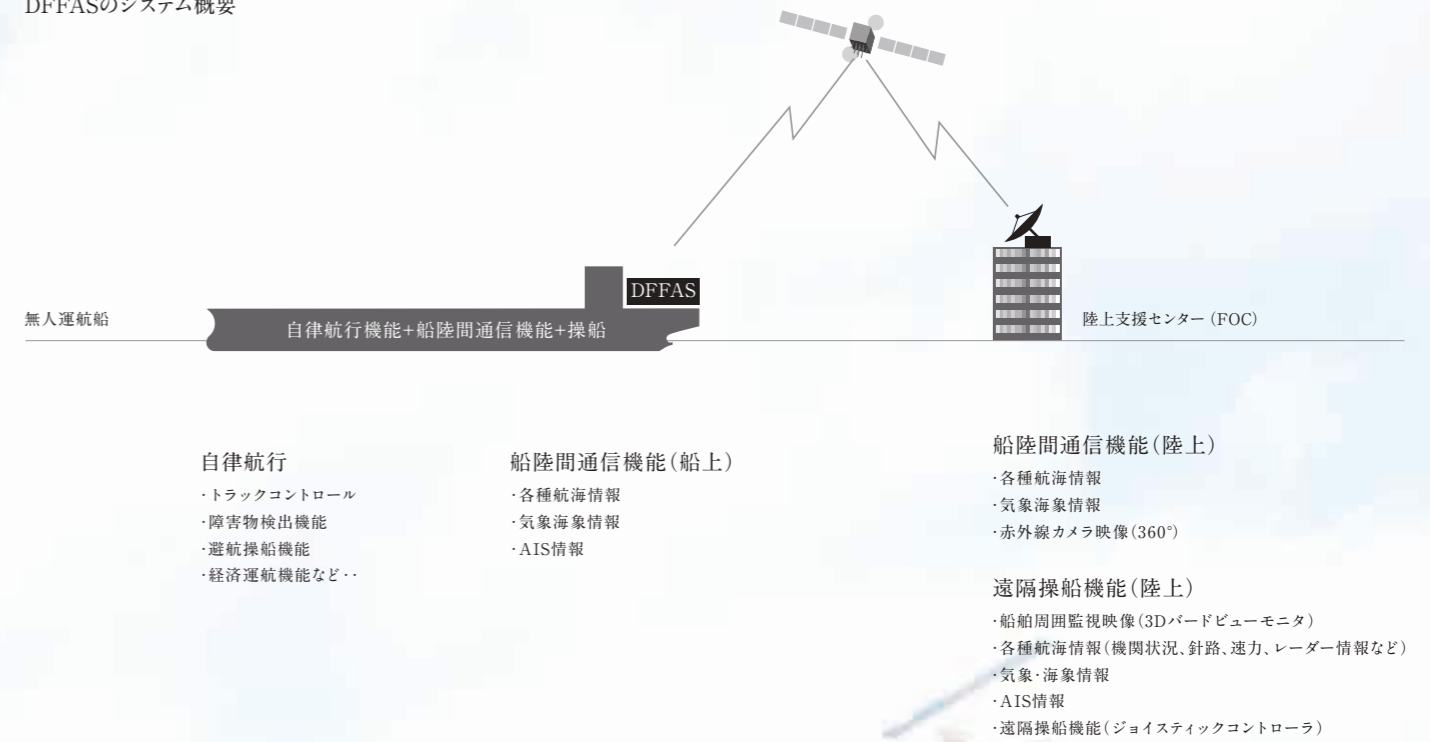 DFFASのシステム概要
DFFAS
無人運航船
自律航行機能+船陸間通信機能+操船
陸上支援センター（FOC）
自律航行
・トラックコントロール
・障害物検出機能
・避航操船機能
・経済運航機能など・・
船陸間通信機能（船上）
・各種航海情報
・気象海象情報
・AIS情報
船陸間通信機能（陸上）
・各種航海情報
・気象海象情報
・赤外線カメラ映像（360°）
遠隔操船機能（陸上）
・船舶周囲監視映像（3Dバードビューモニタ）
・各種航海情報（機関状況、針路、速力、レーダー情報など）
・気象・海象情報
・AIS情報
・遠隔操船機能（ジョイスティックコントローラ）